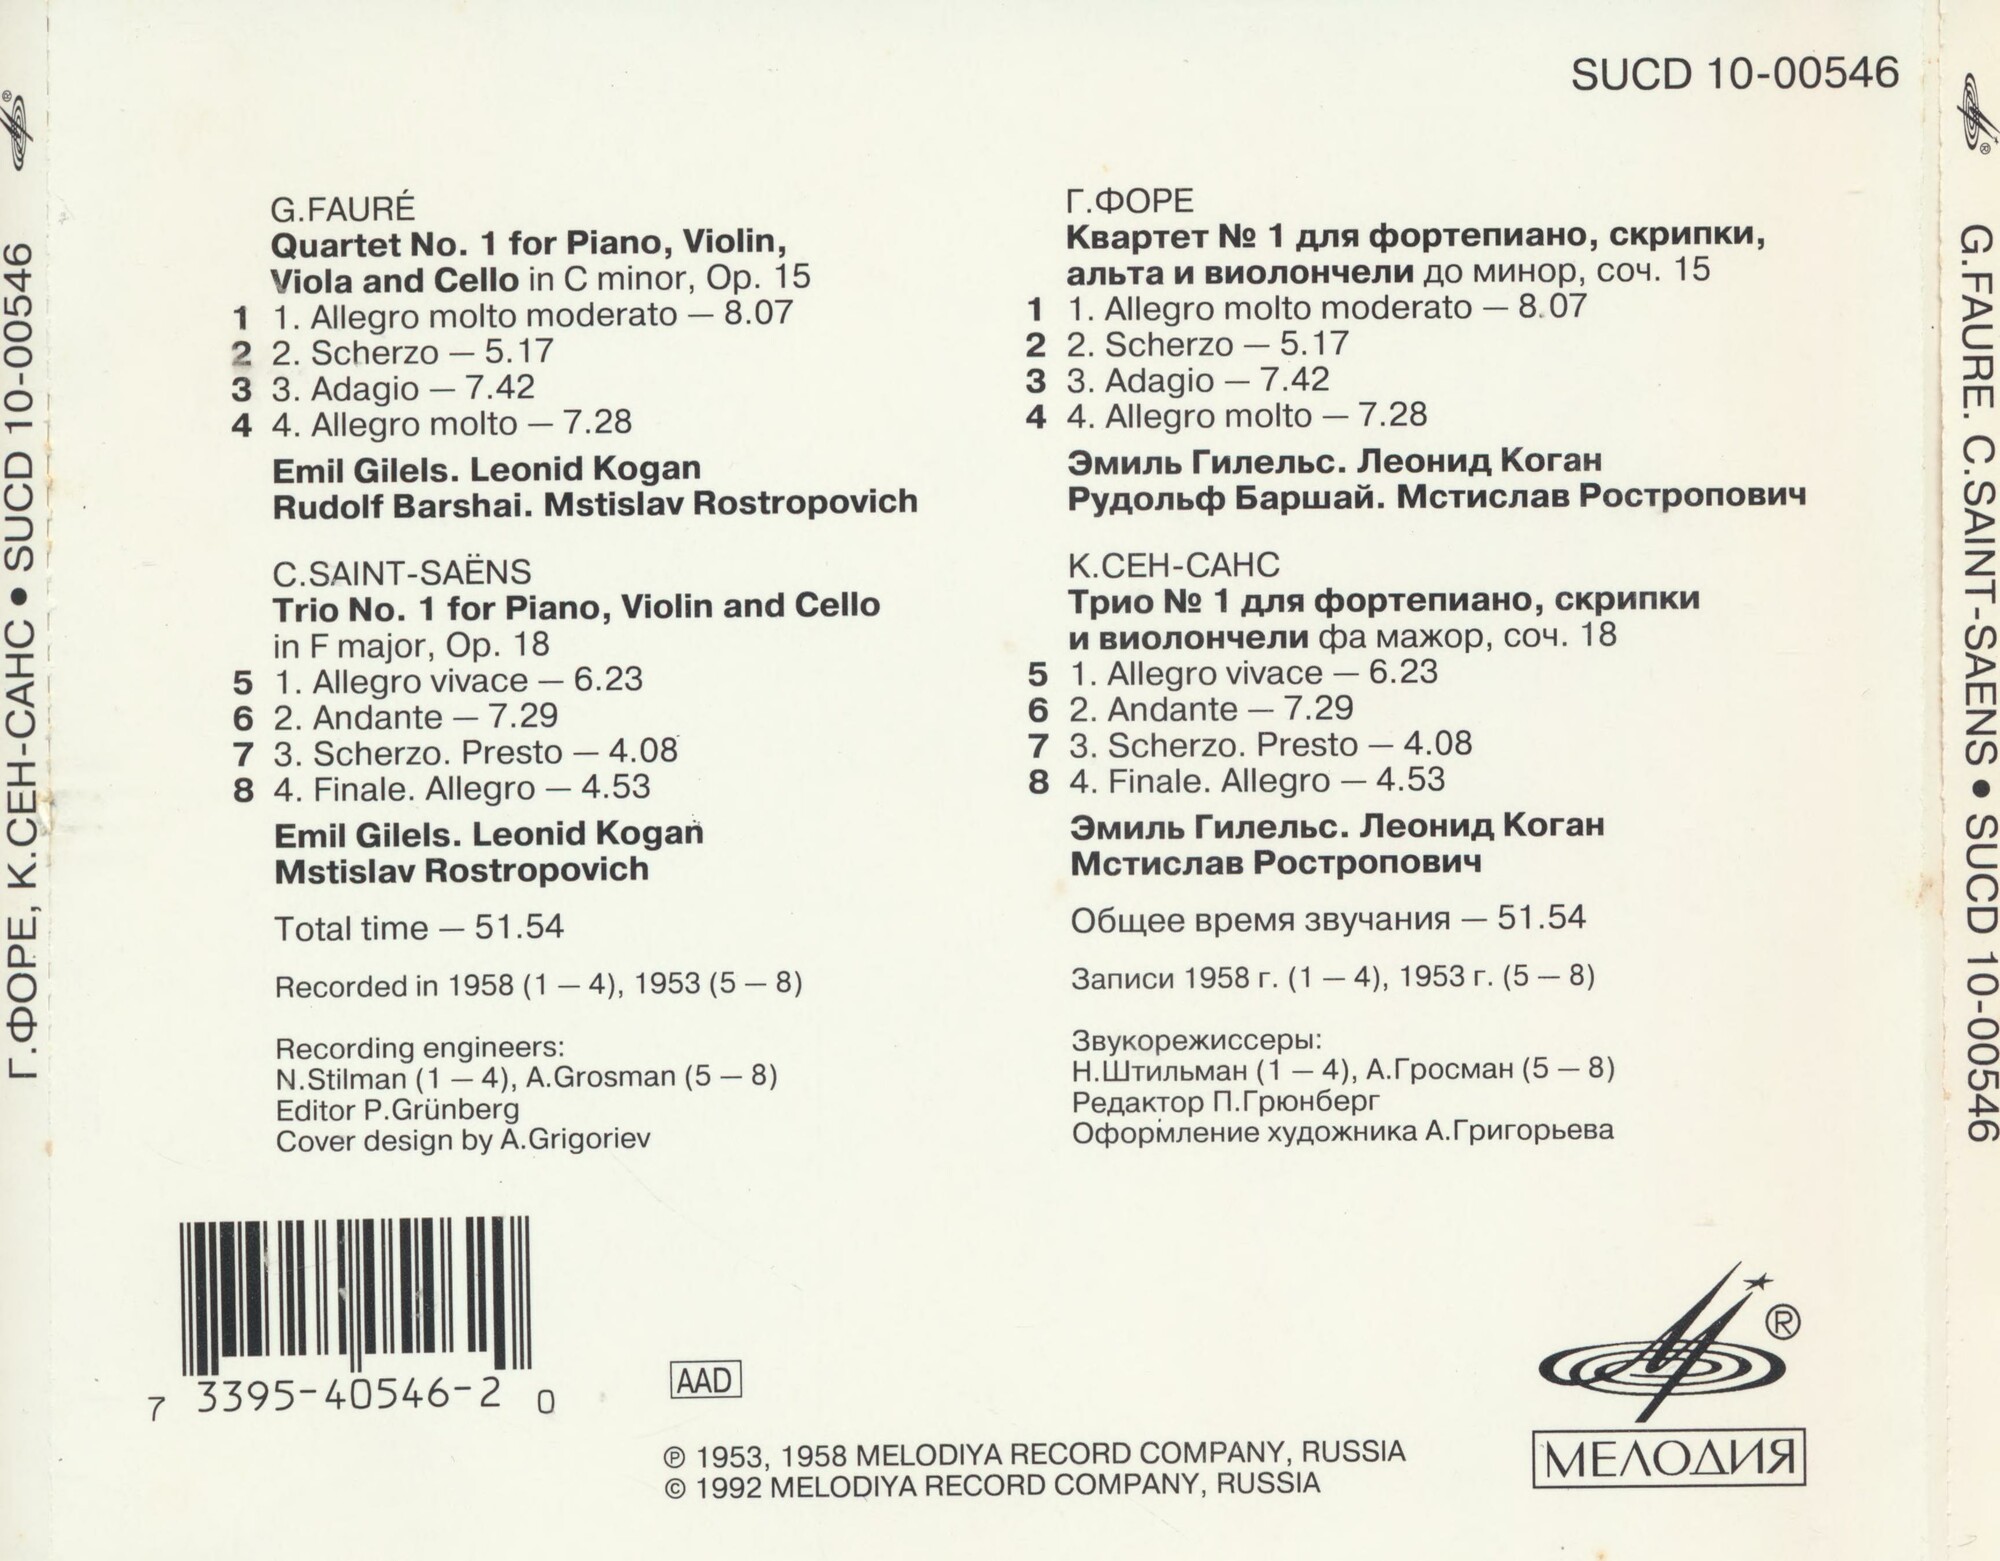 SUCD 10-00546
G.FAURÉ
Quartet No. 1 for Piano, Violin,
Viola and Cello in C minor, Op. 15
1 1. Allegro molto moderato — 8.07
2 2. Scherzo — 5.17
3 3. Adagio — 7.42
4 4. Allegro molto — 7.28
Emil Gilels. Leonid Kogan
Rudolf Barshai. Mstislav Rostropovich
C.SAINT-SAËNS
Trio No. 1 for Piano, Violin and Cello
in F major, Op. 18
5 1. Allegro vivace — 6.23
6 2. Andante — 7.29
7 3. Scherzo. Presto — 4.08
8 4. Finale. Allegro — 4.53
Emil Gilels. Leonid Kogan
Mstislav Rostropovich
Total time — 51.54
Recorded in 1958 (1 — 4), 1953 (5 — 8)
Recording engineers:
N.Stilman (1 — 4), A.Grosman (5 — 8)
Editor P.Grünberg
Cover design by A.Grigoriev
Г.ФОРЕ
Квартет № 1 для фортепиано, скрипки,
альта и виолончели до минор, соч. 15
1 1. Allegro molto moderato — 8.07
2 2. Scherzo — 5.17
3 3. Adagio — 7.42
4 4. Allegro molto — 7.28
Эмиль Гилельс. Леонид Коган
Рудольф Баршай. Мстислав Ростропович
К.СЕН-САНС
Трио № 1 для фортепиано, скрипки
и виолончели фа мажор, соч. 18
5 1. Allegro vivace — 6.23
6 2. Andante — 7.29
7 3. Scherzo. Presto — 4.08
8 4. Finale. Allegro — 4.53
Эмиль Гилельс. Леонид Коган
Мстислав Ростропович
Общее время звучания — 51.54
Записи 1958 г. (1 — 4), 1953 г. (5 — 8)
Звукорежиссеры:
Н.Штильман (1 — 4), А.Гросман (5 — 8)
Редактор П.Грюнберг
Оформление художника А.Григорьева
7 3395-40546-2 0
AAD
℗ 1953, 1958 MELODIYA RECORD COMPANY, RUSSIA
© 1992 MELODIYA RECORD COMPANY, RUSSIA
®
МЕЛОДИЯ
Г.ФОРЕ, К.СЕН-САНС • SUCD 10-00546 ®
® G.FAURE. C.SAINT-SAENS • SUCD 10-00546